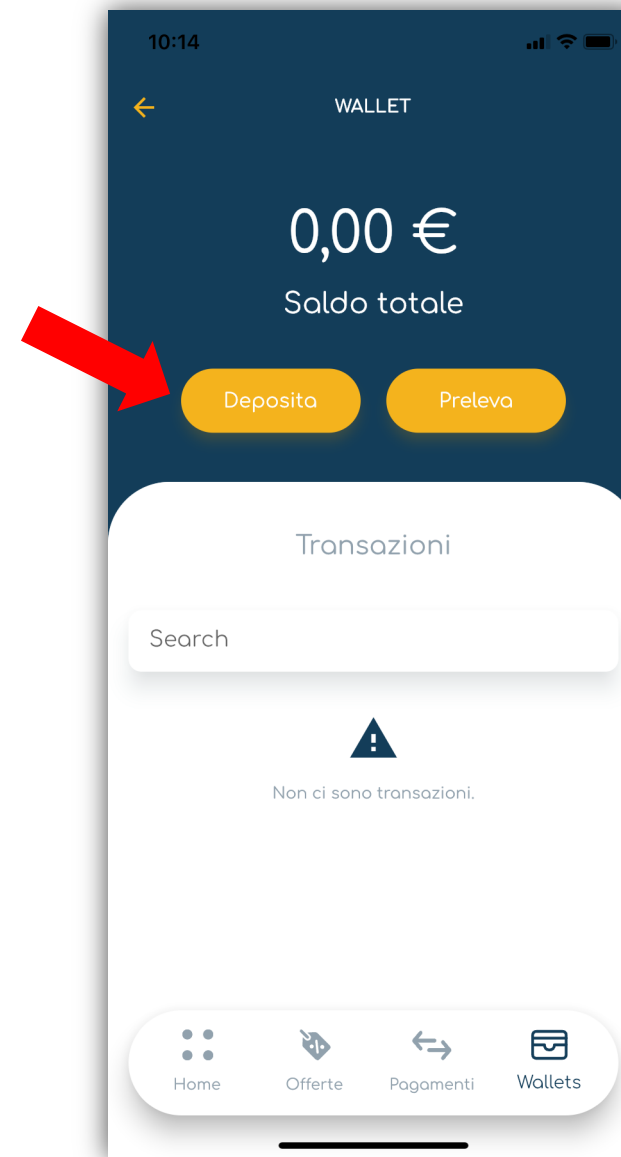 10:14
WALLET
0,00 €
Saldo totale
Deposita Preleva
Transazioni
Search
Non ci sono transazioni.
Home Offerte Pagamenti Wallets